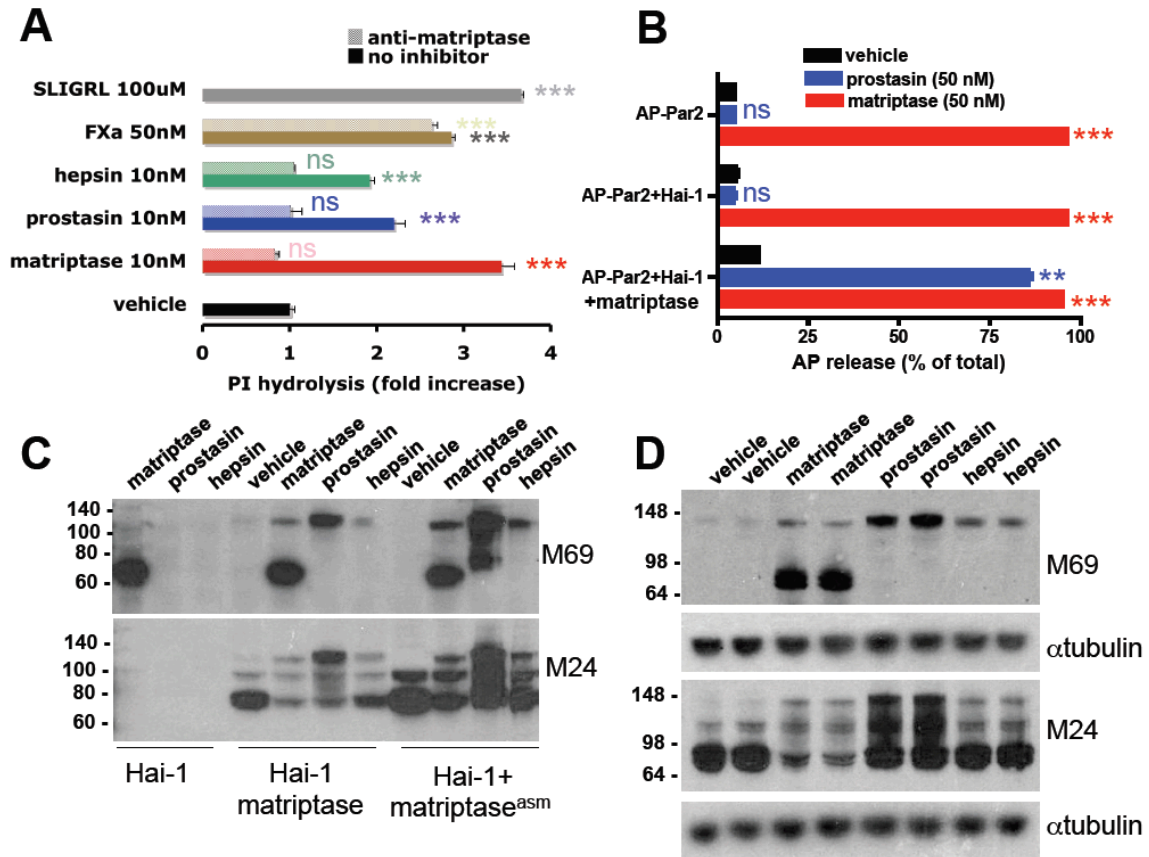 A
anti-matriptase
no inhibitor
SLIGRL 100uM
***
FXa 50nM
***
***
hepsin 10nM
ns
***
prostasin 10nM
ns
***
matriptase 10nM
ns
***
vehicle
0 1 2 3 4
PI hydrolysis (fold increase)
B
vehicle
prostasin (50 nM)
matriptase (50 nM)
AP-Par2
ns
***
AP-Par2+Hai-1
ns
***
AP-Par2+Hai-1
+matriptase
**
***
0 25 50 75 100
AP release (% of total)
C
matriptase prostasin hepsin vehicle matriptase prostasin hepsin vehicle matriptase prostasin hepsin
140 -
100 -
80 -
60 -
M69
140 -
100 -
80 -
60 -
M24
Hai-1
Hai-1
matriptase
Hai-1+
matriptaseasm
D
vehicle vehicle matriptase matriptase prostasin prostasin hepsin hepsin
148 -
98 -
64 -
M69
αtubulin
148 -
98 -
64 -
M24
αtubulin